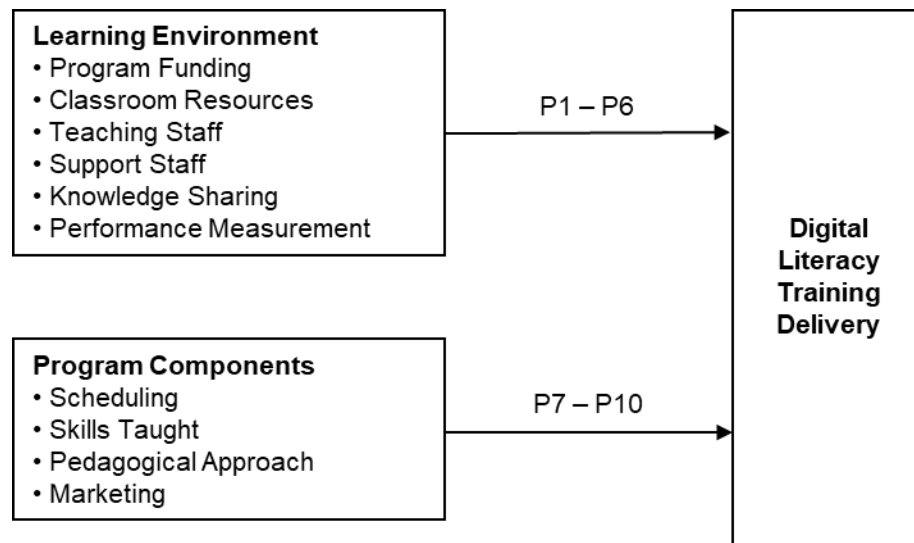 Learning Environment
• Program Funding
• Classroom Resources
• Teaching Staff
• Support Staff
• Knowledge Sharing
• Performance Measurement
P1 – P6
Program Components
• Scheduling
• Skills Taught
• Pedagogical Approach
• Marketing
P7 – P10
Digital
Literacy
Training
Delivery